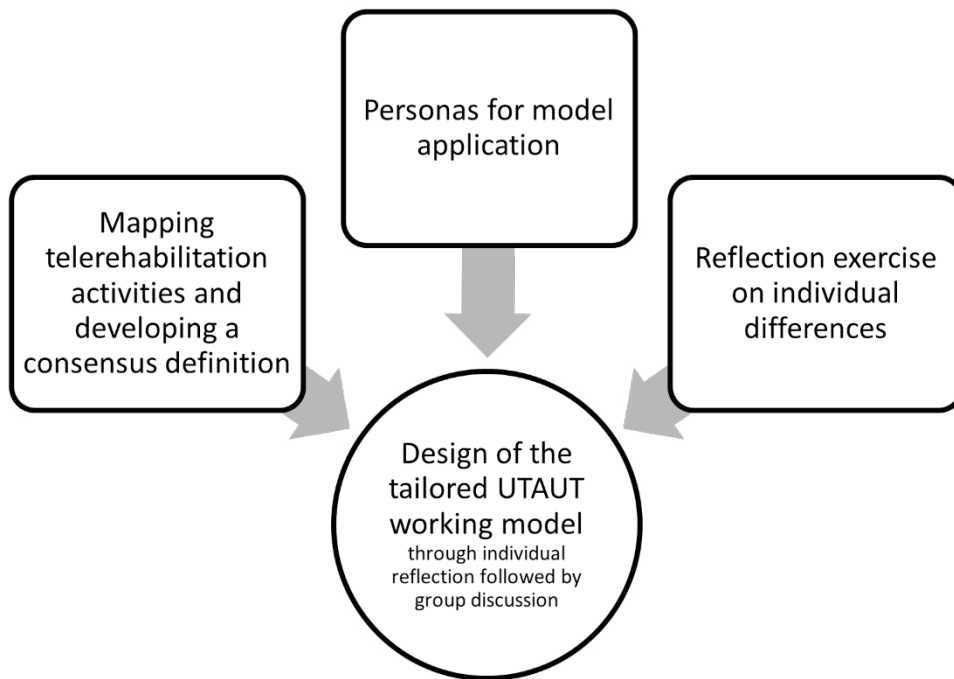 Personas for model
application
Mapping
telerehabilitation
activities and
developing a
consensus definition
Reflection exercise
on individual
differences
Design of the
tailored UTAUT
working model
through individual
reflection followed by
group discussion